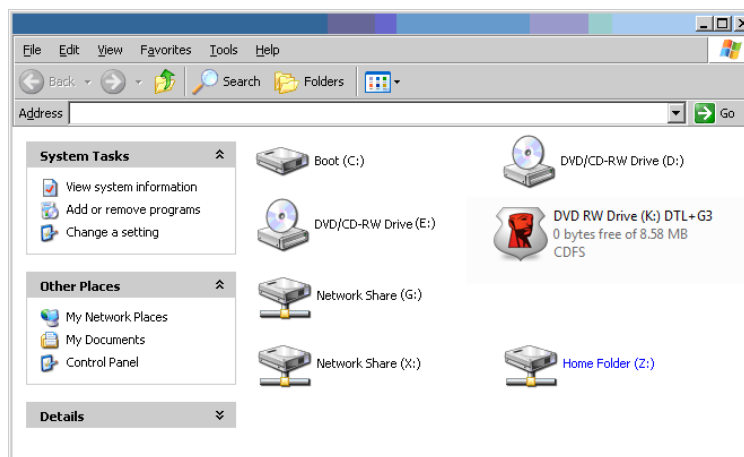 File Edit View Favorites Tools Help
Back Search Folders
Address Go
System Tasks
View system information
Add or remove programs
Change a setting
Other Places
My Network Places
My Documents
Control Panel
Details
Boot (C:)
DVD/CD-RW Drive (D:)
DVD/CD-RW Drive (E:)
DVD RW Drive (K:) DTL+G3
0 bytes free of 8.58 MB
CDFS
Network Share (G:)
Network Share (X:)
Home Folder (Z:)